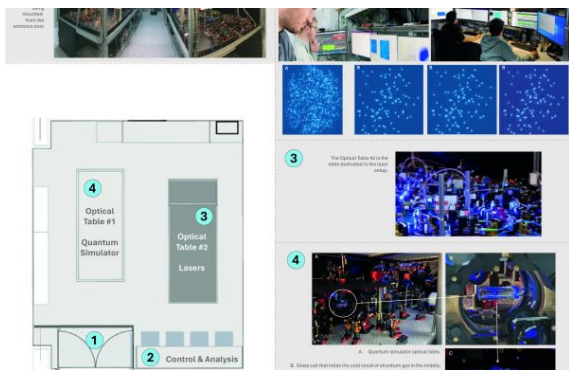 being
mounted-
from the
entrance door
4
Optical
Table #1
Quantum
Simulator
3
Optical
Table #2
Lasers
1
2 Control & Analysis
A B B B
3
The Optical Table #2 is the
table dedicated to the laser
setup.
4
A
B
C
A. Quantum simulator optical table.
B. Glass cell that holds the cold cloud of strontium gas in the middle,